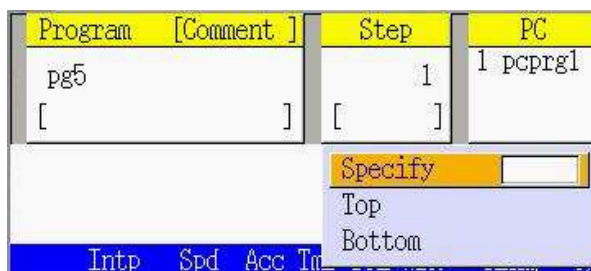 Program [Comment ] Step PC
pg5 1 1 pcprg1
[ ] [ ]
Specify
Top
Bottom
Intp Spd Acc